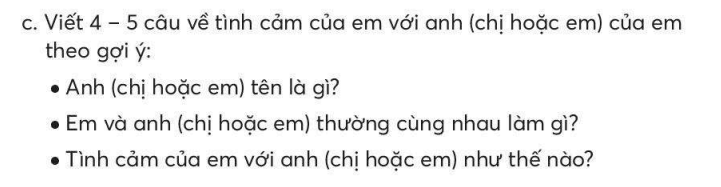 c. Viết 4 – 5 câu về tình cảm của em với anh (chị hoặc em) của em
theo gợi ý:
• Anh (chị hoặc em) tên là gì?
• Em và anh (chị hoặc em) thường cùng nhau làm gì?
• Tình cảm của em với anh (chị hoặc em) như thế nào?